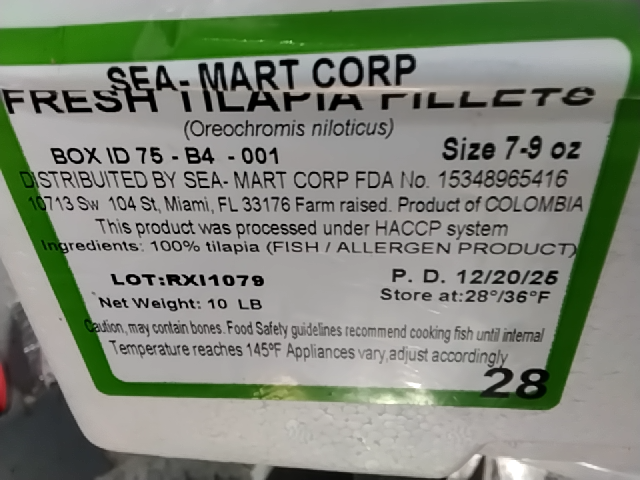 SEA- MART CORP
FRESH TILAPIA FILLETS
(Oreochromis niloticus)
BOX ID 75 - B4 - 001 Size 7-9 oz
DISTRIBUTED BY SEA- MART CORP FDA No. 15348965416
10713 Sw 104 St, Miami, FL 33176 Farm raised. Product of COLOMBIA
This product was processed under HACCP system
Ingredients: 100% tilapia (FISH / ALLERGEN PRODUCT)
LOT:RXI1079 P. D. 12/20/25
Net Weight: 10 LB Store at:28°/36°F
Caution, may contain bones. Food Safety guidelines recommend cooking fish until internal
Temperature reaches 145ºF Appliances vary,adjust accordingly
28